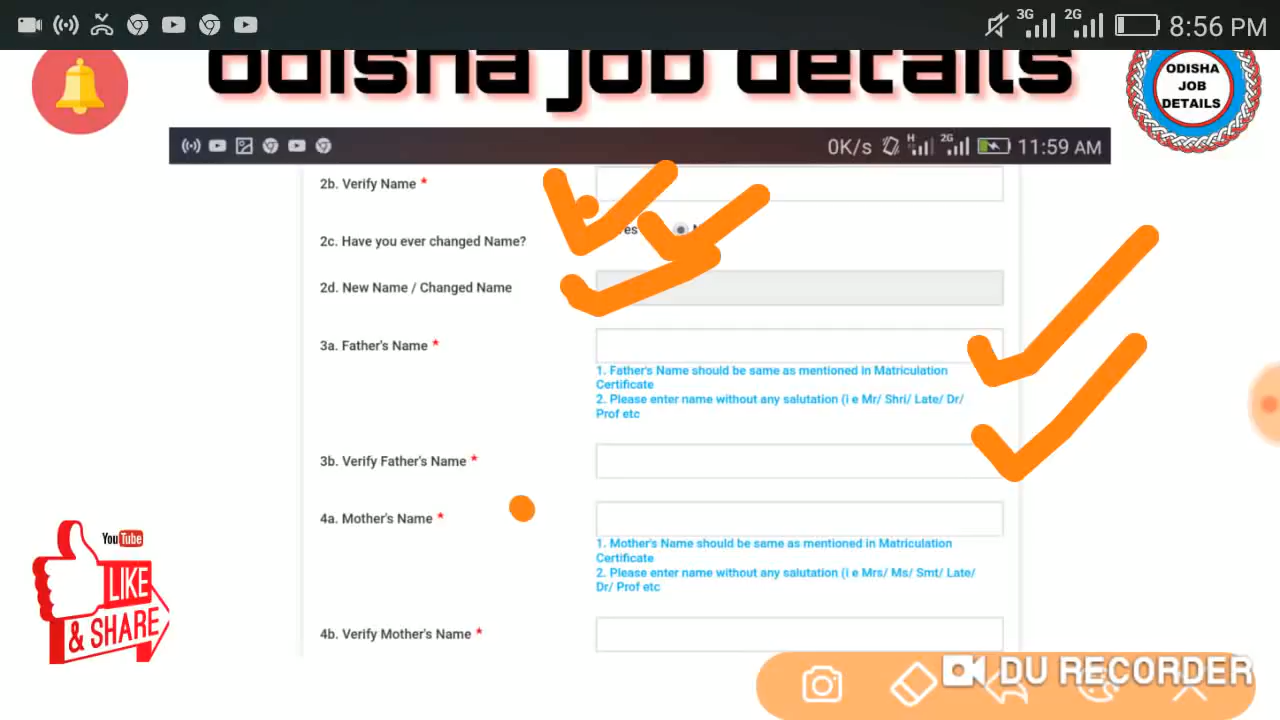 3G 2G 8:56 PM
odisha job details
ODISHA
JOB
DETAILS
0K/s H 2G 11:59 AM
2b. Verify Name *
2c. Have you ever changed Name?
2d. New Name / Changed Name
3a. Father's Name *
1. Father's Name should be same as mentioned in Matriculation
Certificate
2. Please enter name without any salutation (i e Mr/ Shri/ Late/ Dr/
Prof etc
3b. Verify Father's Name *
4a. Mother's Name *
1. Mother's Name should be same as mentioned in Matriculation
Certificate
2. Please enter name without any salutation (i e Mrs/ Ms/ Smt/ Late/
Dr/ Prof etc
4b. Verify Mother's Name *
YouTube
LIKE
& SHARE
DU RECORDER